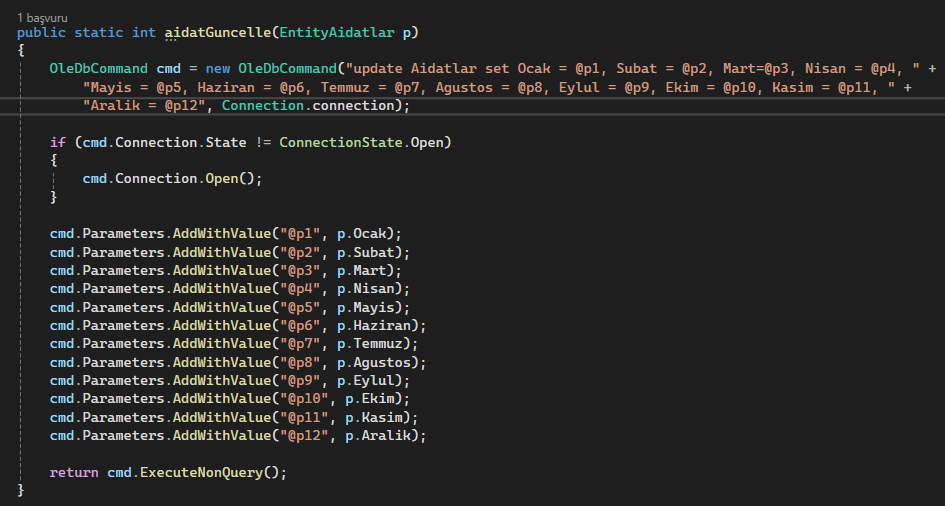 1 başvuru
public static int aidatGuncelle(EntityAidatlar p)
{
OleDbCommand cmd = new OleDbCommand("update Aidatlar set Ocak = @p1, Subat = @p2, Mart=@p3, Nisan = @p4, " +
"Mayis = @p5, Haziran = @p6, Temmuz = @p7, Agustos = @p8, Eylul = @p9, Ekim = @p10, Kasim = @p11, " +
"Aralik = @p12", Connection.connection);
if (cmd.Connection.State != ConnectionState.Open)
{
cmd.Connection.Open();
}
cmd.Parameters.AddWithValue("@p1", p.Ocak);
cmd.Parameters.AddWithValue("@p2", p.Subat);
cmd.Parameters.AddWithValue("@p3", p.Mart);
cmd.Parameters.AddWithValue("@p4", p.Nisan);
cmd.Parameters.AddWithValue("@p5", p.Mayis);
cmd.Parameters.AddWithValue("@p6", p.Haziran);
cmd.Parameters.AddWithValue("@p7", p.Temmuz);
cmd.Parameters.AddWithValue("@p8", p.Agustos);
cmd.Parameters.AddWithValue("@p9", p.Eylul);
cmd.Parameters.AddWithValue("@p10", p.Ekim);
cmd.Parameters.AddWithValue("@p11", p.Kasim);
cmd.Parameters.AddWithValue("@p12", p.Aralik);
return cmd.ExecuteNonQuery();
}